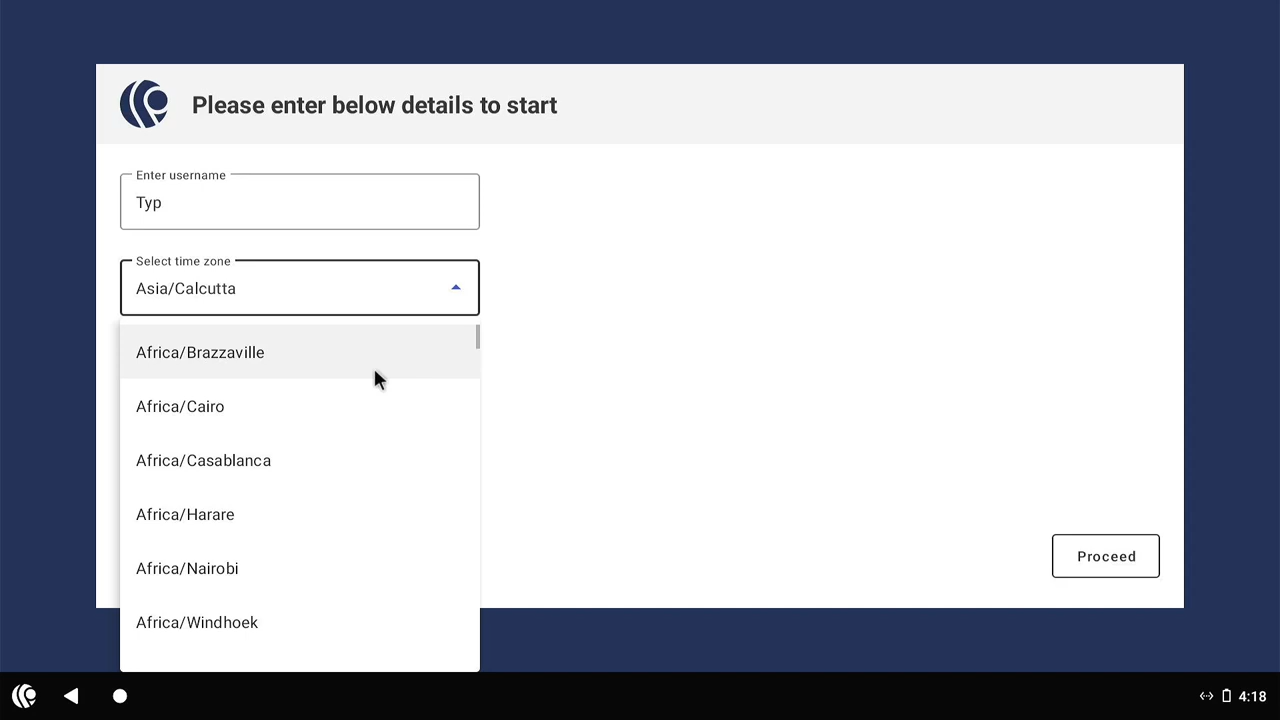 Please enter below details to start
Enter username
Typ
Select time zone
Asia/Calcutta
Africa/Brazzaville
Africa/Cairo
Africa/Casablanca
Africa/Harare
Africa/Nairobi
Africa/Windhoek
Proceed
4:18